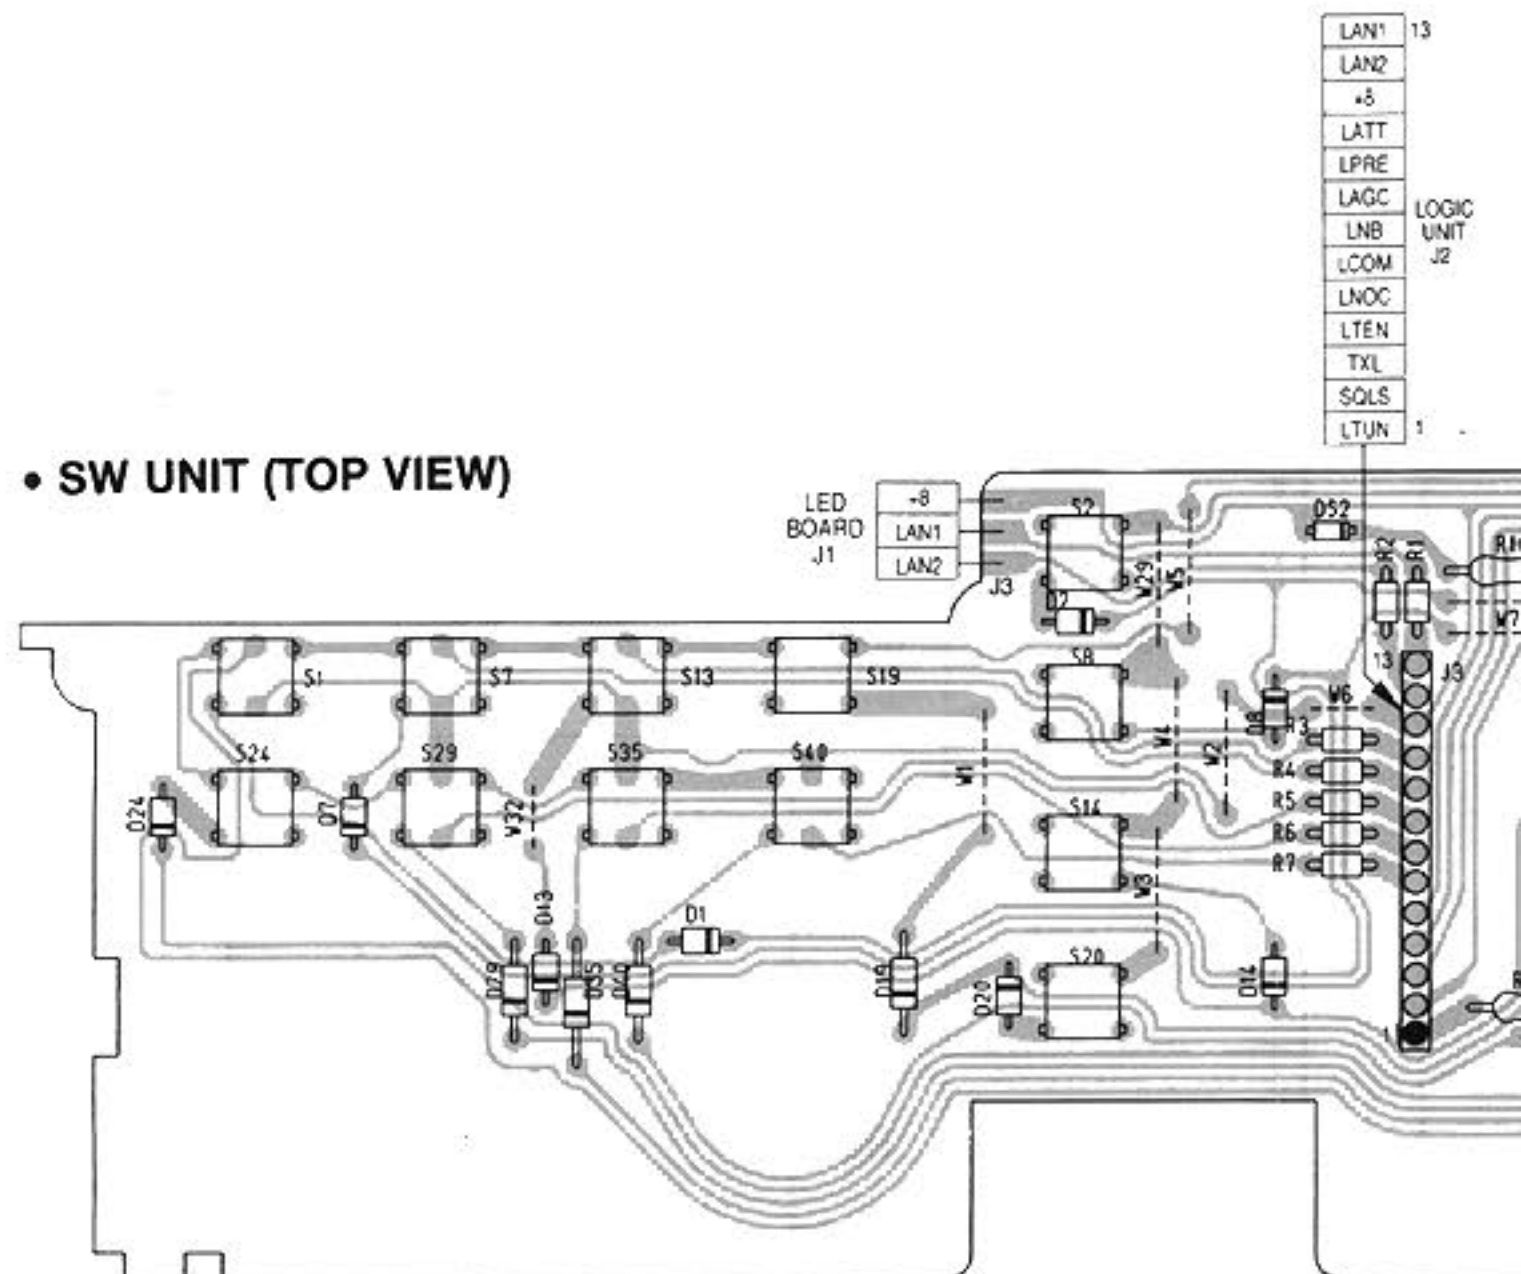 LAN1 13
LAN2
+8
LATT
LPRE
LAGC
LOGIC
LNB
UNIT
LCOM
J2
LNOC
LTEN
TXL
SQLS
LTUN 1
• SW UNIT (TOP VIEW)
LED
BOARD
J1
+8
LAN1
LAN2
J3
S2
D52
R2
R1
W29
W5
D2
W7
S1
S7
S13
S19
S8
13
J3
W6
D8
R3
S24
S29
S35
S40
W4
W2
W1
R4
D24
D7
W32
R5
S14
R6
R7
W3
D13
D1
S20
D29
D35
D40
D19
D20
D14
1